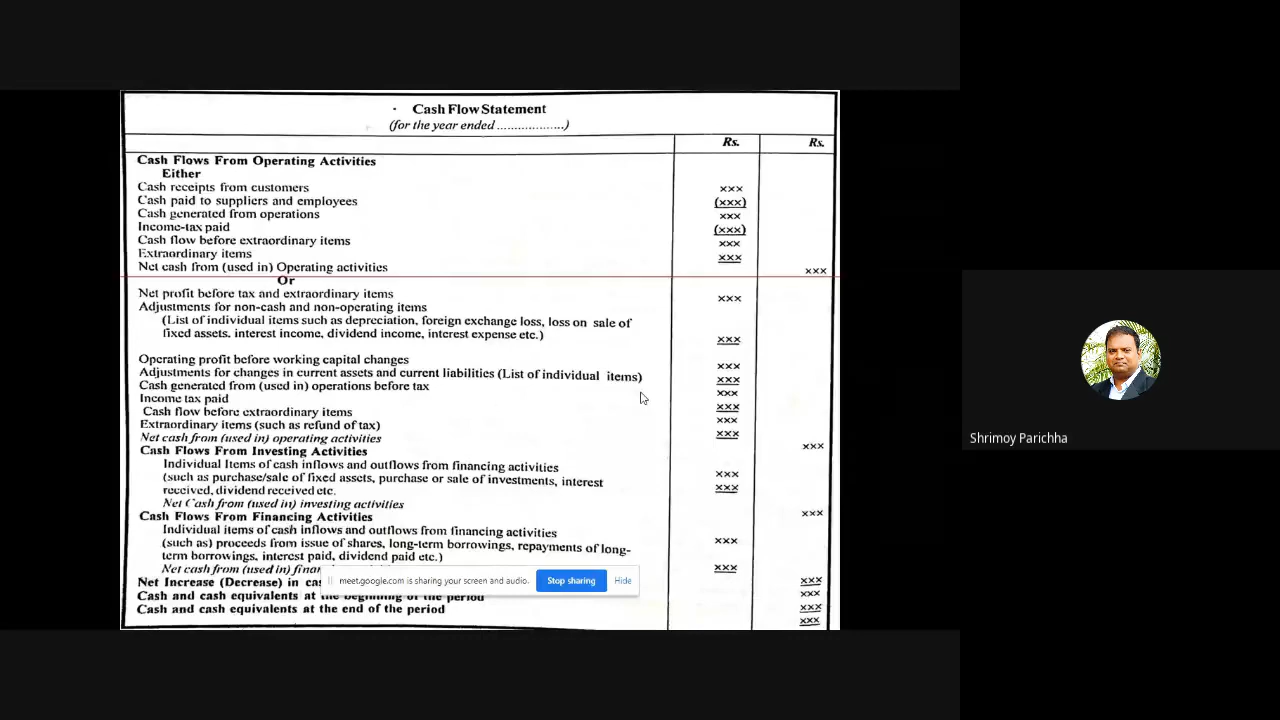 Cash Flow Statement
(for the year ended ..................)
Rs. Rs.
Cash Flows From Operating Activities
Either
Cash receipts from customers xxx
Cash paid to suppliers and employees (xxx)
Cash generated from operations xxx
Income-tax paid (xxx)
Cash flow before extraordinary items xxx
Extraordinary items xxx
Net cash from (used in) Operating activities xxx
Or
Net profit before tax and extraordinary items xxx
Adjustments for non-cash and non-operating items
(List of individual items such as depreciation, foreign exchange loss, loss on sale of
fixed assets. interest income, dividend income, interest expense etc.) xxx
Operating profit before working capital changes xxx
Adjustments for changes in current assets and current liabilities (List of individual items) xxx
Cash generated from (used in) operations before tax xxx
Income tax paid xxx
Cash flow before extraordinary items xxx
Extraordinary items (such as refund of tax) xxx
Net cash from (used in) operating activities xxx
Cash Flows From Investing Activities
Individual Items of cash inflows and outflows from financing activities
(such as purchase/sale of fixed assets, purchase or sale of investments, interest xxx
received, dividend received etc. xxx
Net Cash from (used in) investing activities xxx
Cash Flows From Financing Activities
Individual items of cash inflows and outflows from financing activities
(such as) proceeds from issue of shares, long-term borrowings, repayments of long- xxx
term borrowings, interest paid, dividend paid etc.)
Net cash from (used in) finan xxx
Net Increase (Decrease) in cas xxx
Cash and cash equivalents at the beginning of the period xxx
Cash and cash equivalents at the end of the period xxx
xxx
meet.google.com is sharing your screen and audio.
Stop sharing
Hide
Shrimoy Parichha